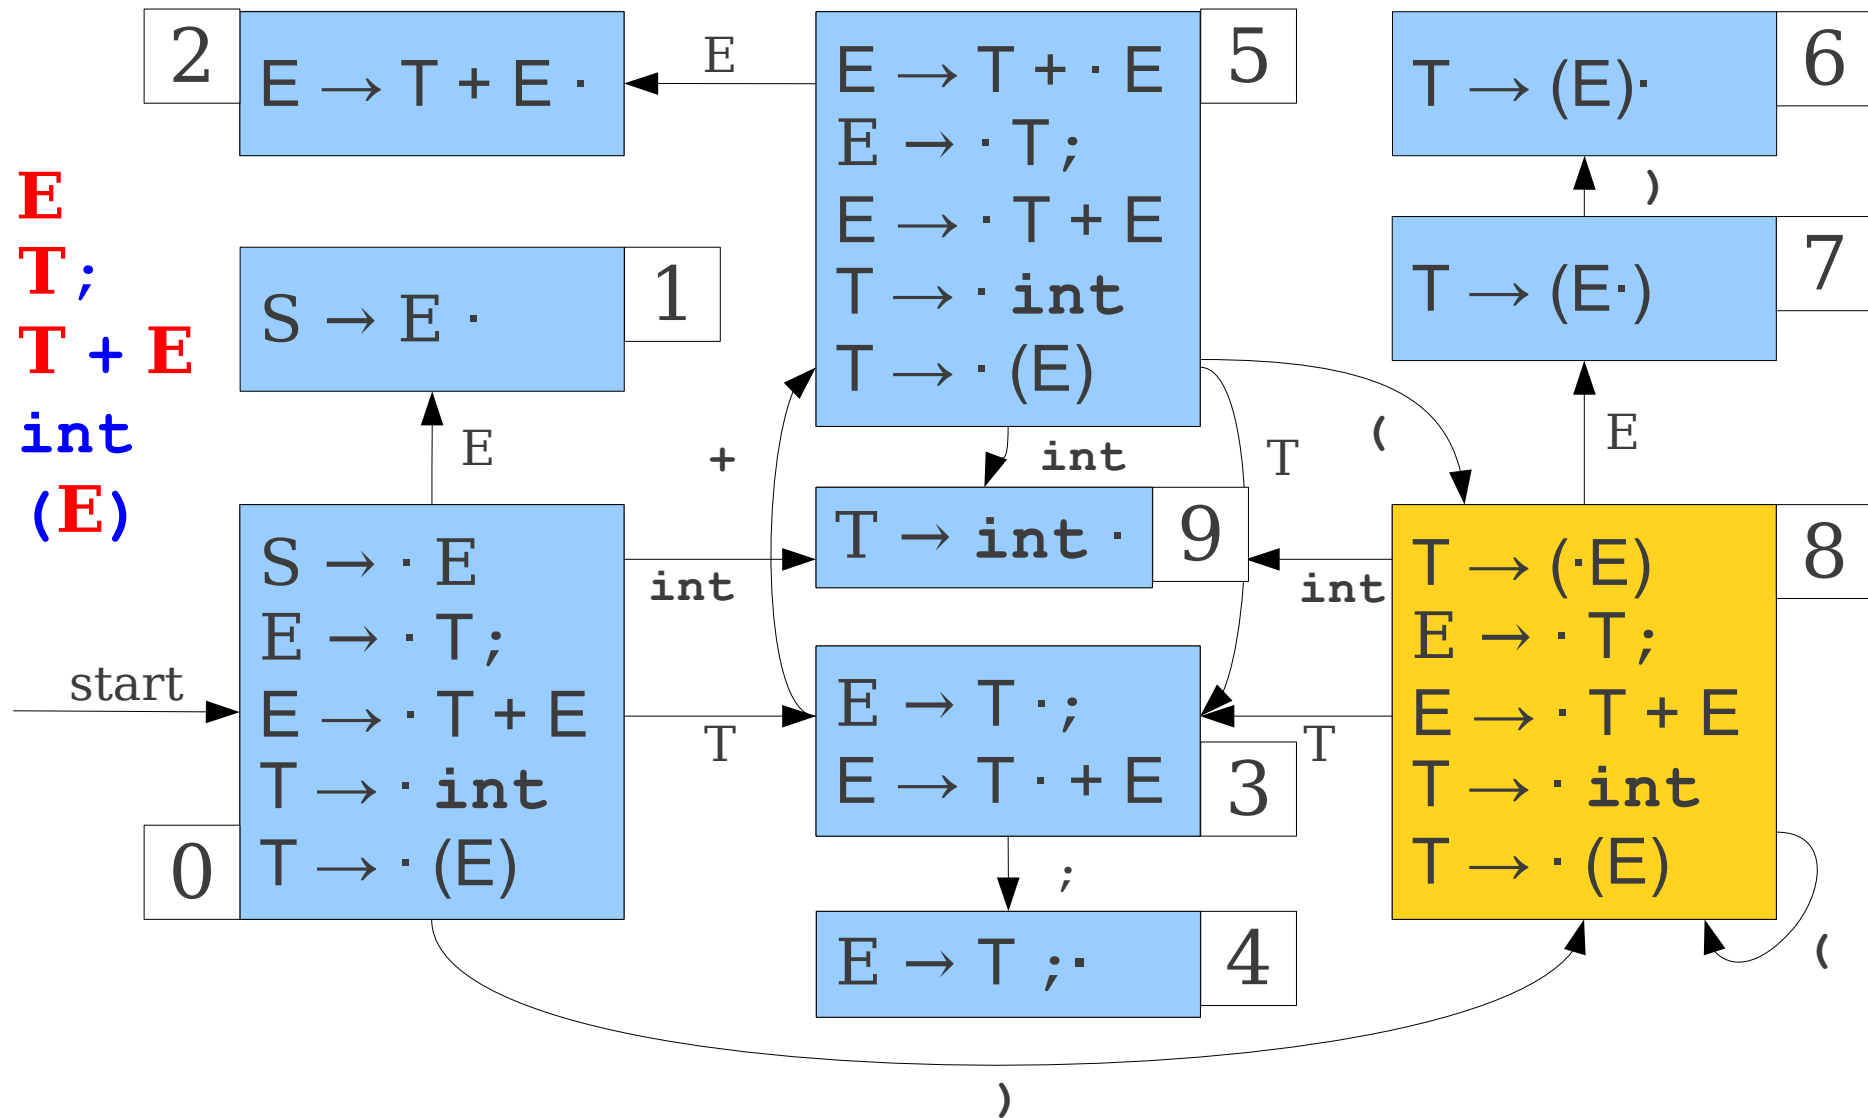 E
T ;
T + E
int
(E)
2
E → T + E ·
E
5
E → T + · E
E → · T ;
E → · T + E
T → · int
T → · (E)
6
T → (E)·
)
7
T → (E·)
1
S → E ·
E
+
int
T
(
E
0
S → · E
E → · T ;
E → · T + E
T → · int
T → · (E)
start
int
T
9
T → int ·
int
T
3
E → T · ;
E → T · + E
;
4
E → T ; ·
8
T → (·E)
E → · T ;
E → · T + E
T → · int
T → · (E)
(
)